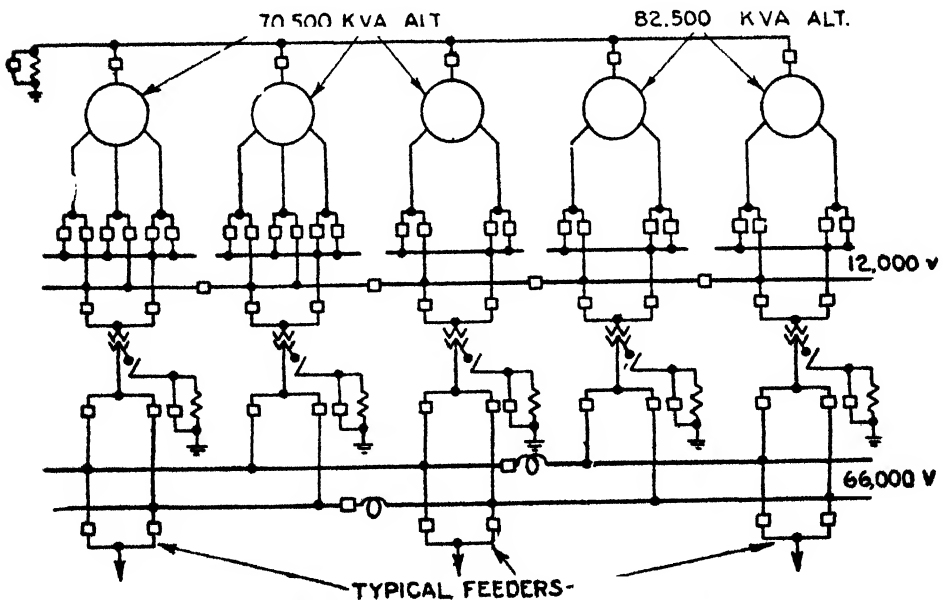 70,500 KVA ALT
82.500 KVA ALT.
12,000 V
66,000 V
TYPICAL FEEDERS-